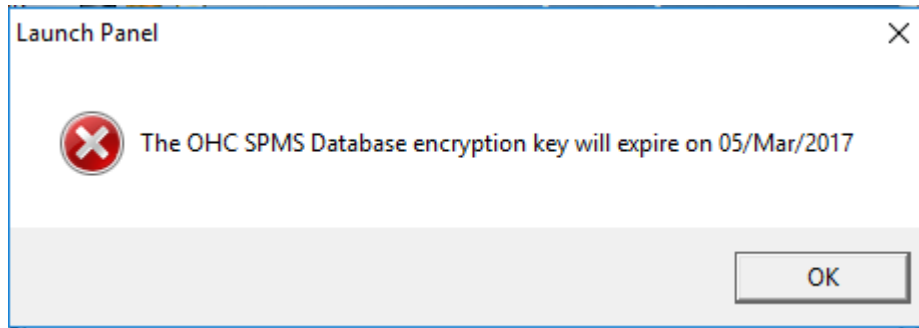 Launch Panel
The OHC SPMS Database encryption key will expire on 05/Mar/2017
OK